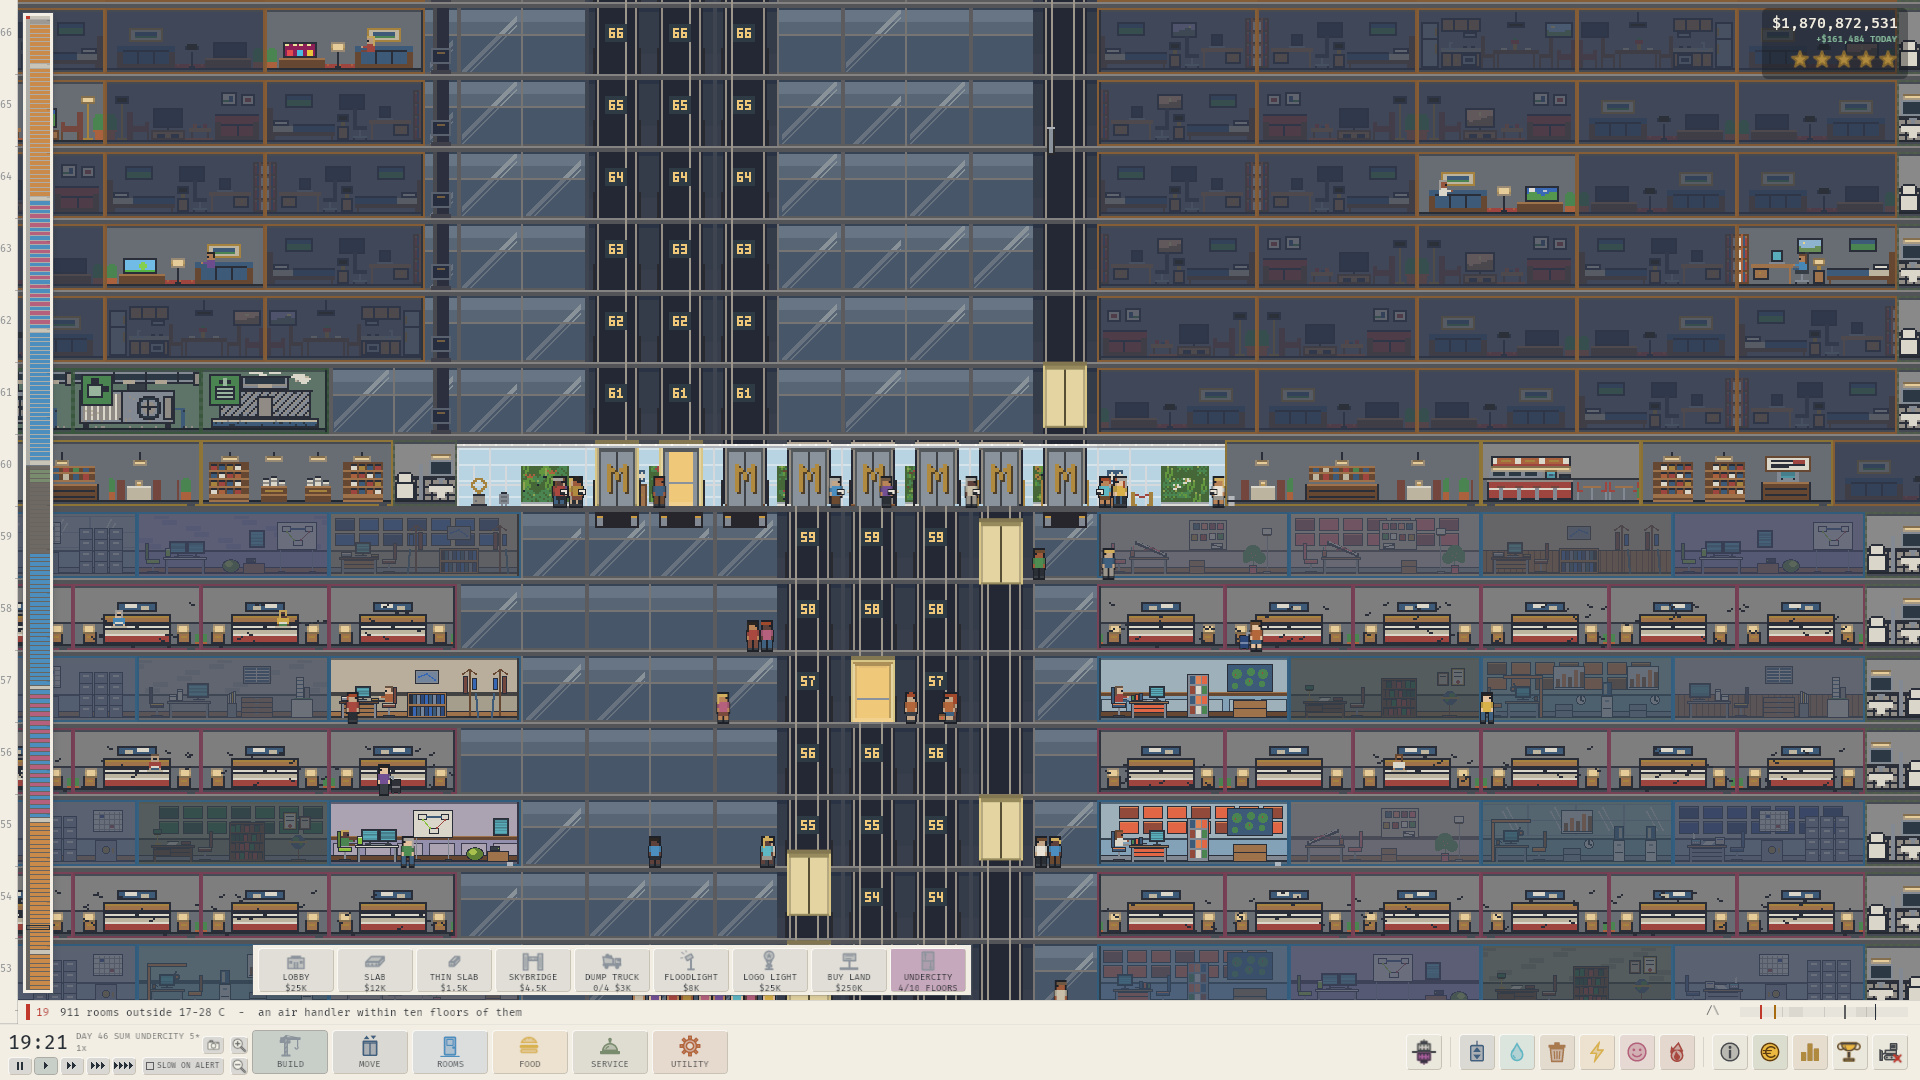 $1,870,872,531
+$161,484 TODAY
66 66 66 66
65 65 65 65
64 64 64 64
63 63 63 63
62 62 62 62
61 61 61 61
60
M M M M M M M
59 59 59 59
58 58 58 58
57 57 57
56 56 56 56
55 55 55 55
54 54 54
53
LOBBY
$25K
SLAB
$12K
THIN SLAB
$1.5K
SKYBRIDGE
$4.5K
DUMP TRUCK
0/4 $3K
FLOODLIGHT
$8K
LOGO LIGHT
$25K
BUY LAND
$250K
UNDERCITY
4/10 FLOORS
19 911 rooms outside 17-28 C - an air handler within ten floors of them
19:21
DAY 46 SUM UNDERCITY 5★
1x
SLOW ON ALERT
BUILD
MOVE
ROOMS
FOOD
SERVICE
UTILITY